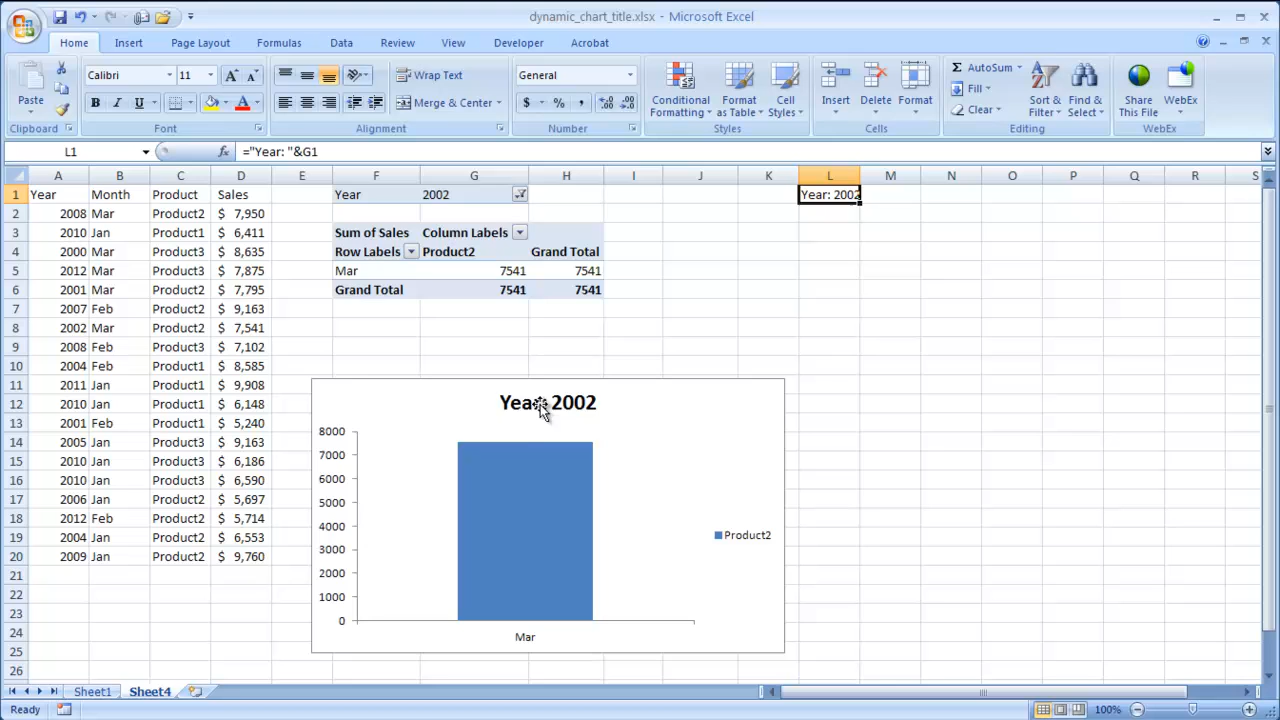 dynamic_chart_title.xlsx - Microsoft Excel
Home Insert Page Layout Formulas Data Review View Developer Acrobat
Paste
Clipboard
Calibri 11
B I U
Font
Wrap Text
Merge & Center
Alignment
General
$ % ,
Number
Conditional Formatting
Format as Table
Cell Styles
Styles
Insert Delete Format
Cells
AutoSum
Fill
Clear
Sort & Filter
Find & Select
Editing
Share This File
WebEx
WebEx
L1 ="Year: "&G1
A B C D E F G H I J K L M N O P Q R S
1 Year Month Product Sales Year 2002 Year: 2002
2 2008 Mar Product2 $ 7,950
3 2010 Jan Product1 $ 6,411 Sum of Sales Column Labels
4 2000 Mar Product3 $ 8,635 Row Labels Product2 Grand Total
5 2012 Mar Product3 $ 7,875 Mar 7541 7541
6 2001 Mar Product2 $ 7,795 Grand Total 7541 7541
7 2007 Feb Product2 $ 9,163
8 2002 Mar Product2 $ 7,541
9 2008 Feb Product3 $ 7,102
10 2004 Feb Product1 $ 8,585
11 2011 Jan Product1 $ 9,908
12 2010 Jan Product1 $ 6,148
13 2001 Feb Product1 $ 5,240
14 2005 Jan Product3 $ 9,163
15 2010 Jan Product3 $ 6,186
16 2010 Jan Product3 $ 6,590
17 2006 Jan Product2 $ 5,697
18 2012 Feb Product2 $ 5,714
19 2004 Jan Product2 $ 6,553
20 2009 Jan Product2 $ 9,760
21
22
23
24
25
26
Year: 2002
8000
7000
6000
5000
4000
3000
2000
1000
0
Mar
Product2
Sheet1 Sheet4
Ready 100%